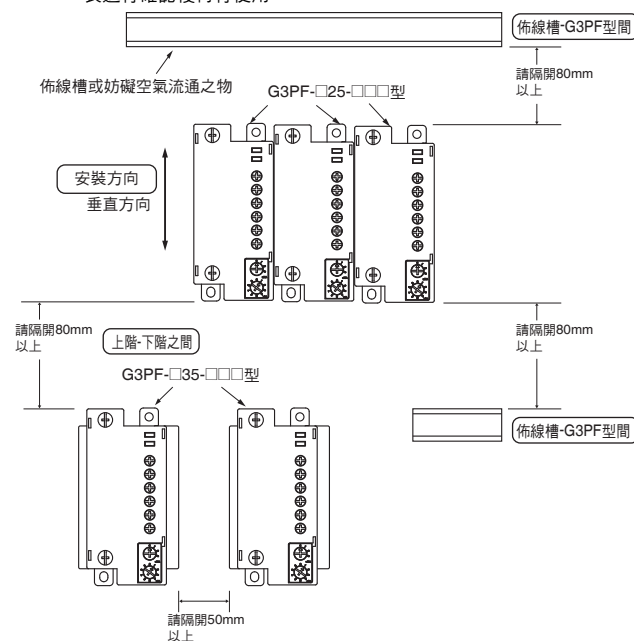 佈線槽-G3PF型間
佈線槽或妨礙空氣流通之物
請隔開80mm
以上
G3PF-□25-□□□型
安裝方向
垂直方向
請隔開80mm
以上
上階-下階之間
請隔開80mm
以上
G3PF-□35-□□□型
佈線槽-G3PF型間
請隔開50mm
以上